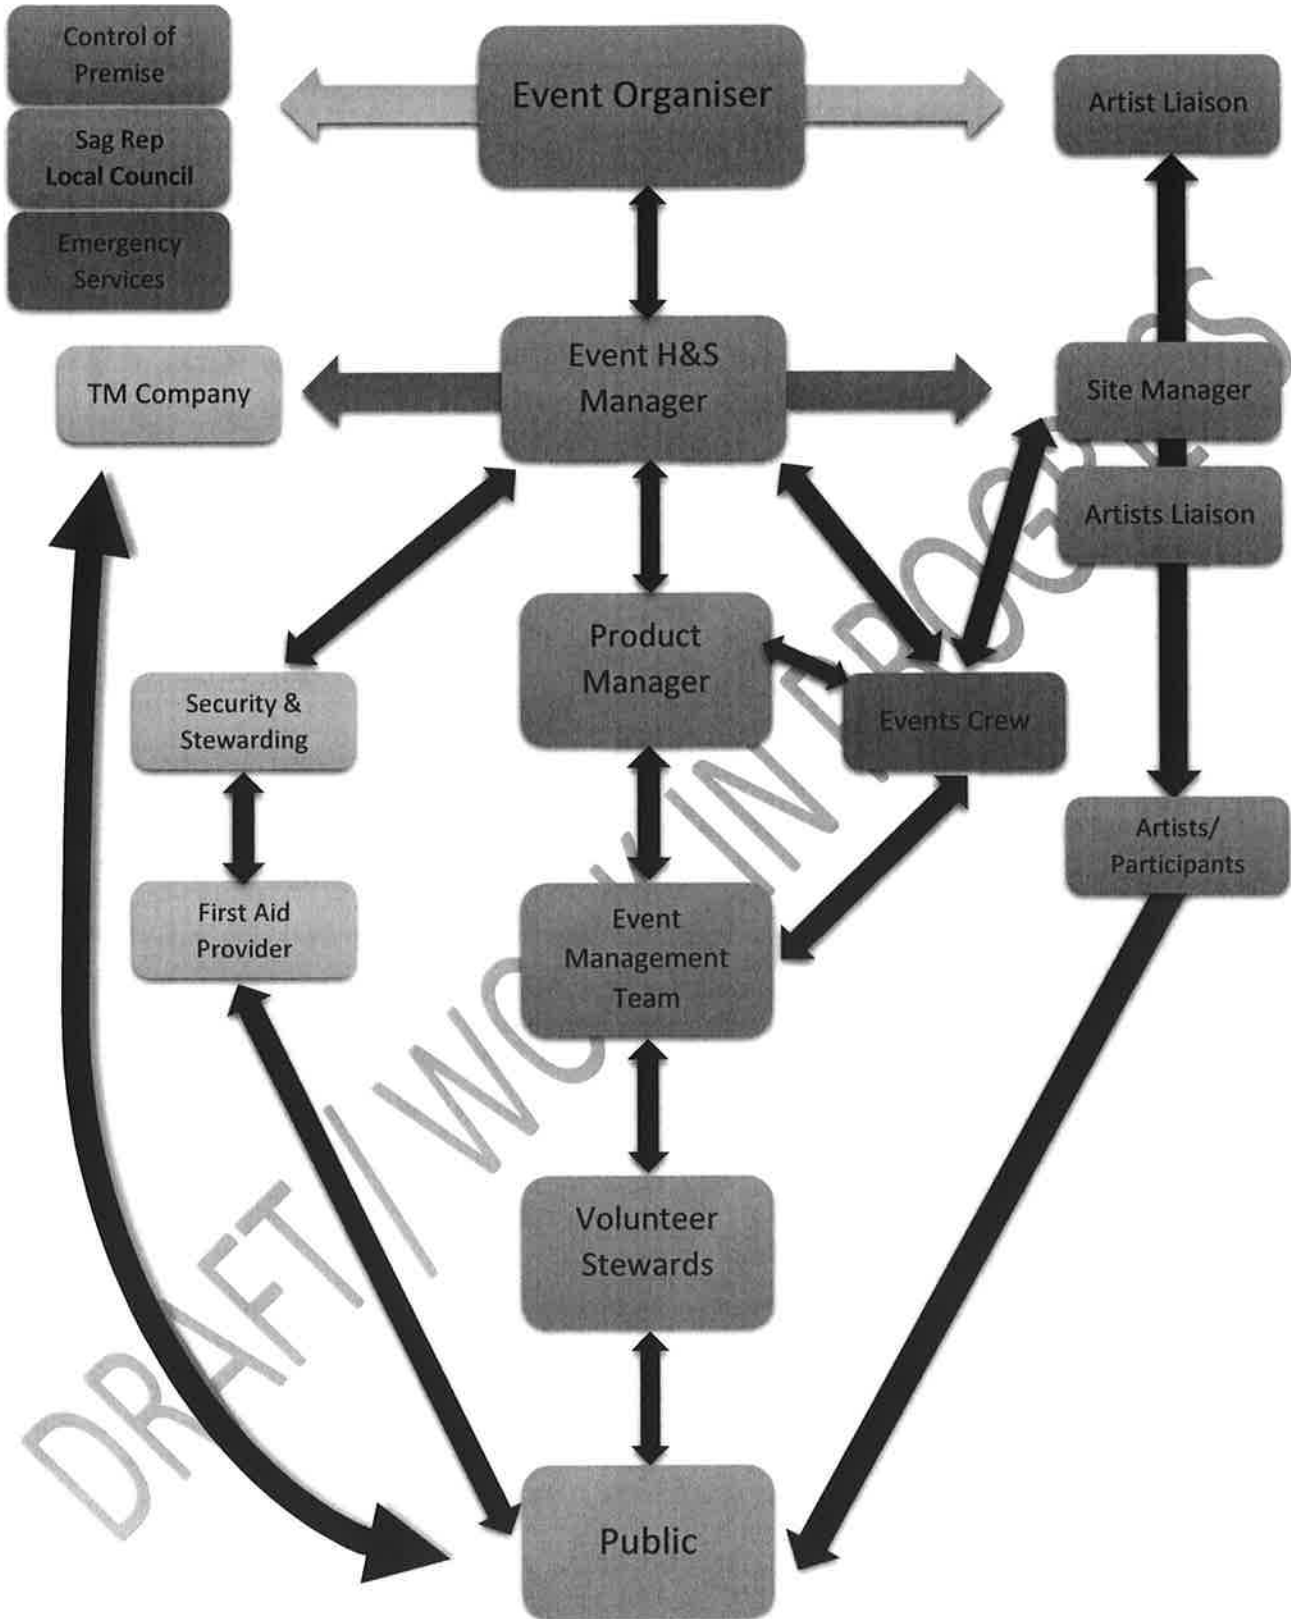 Control of
Premise
Event Organiser
Artist Liaison
Sag Rep
Local Council
Emergency
Services
Event H&S
Manager
TM Company
Site Manager
Artists Liaison
Product
Manager
Security &
Stewarding
Events Crew
Artists/
Participants
First Aid
Provider
Event
Management
Team
Volunteer
Stewards
Public
DRAFT / WORK IN PROGRESS